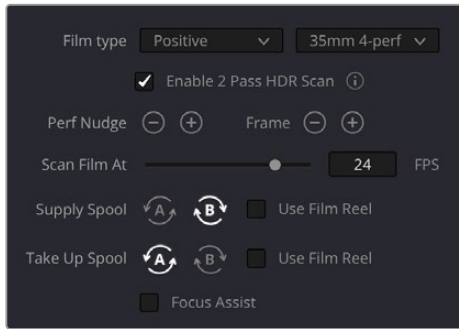 Film type Positive 35mm 4-perf
Enable 2 Pass HDR Scan i
Perf Nudge Frame
Scan Film At 24 FPS
Supply Spool A B Use Film Reel
Take Up Spool A B Use Film Reel
Focus Assist